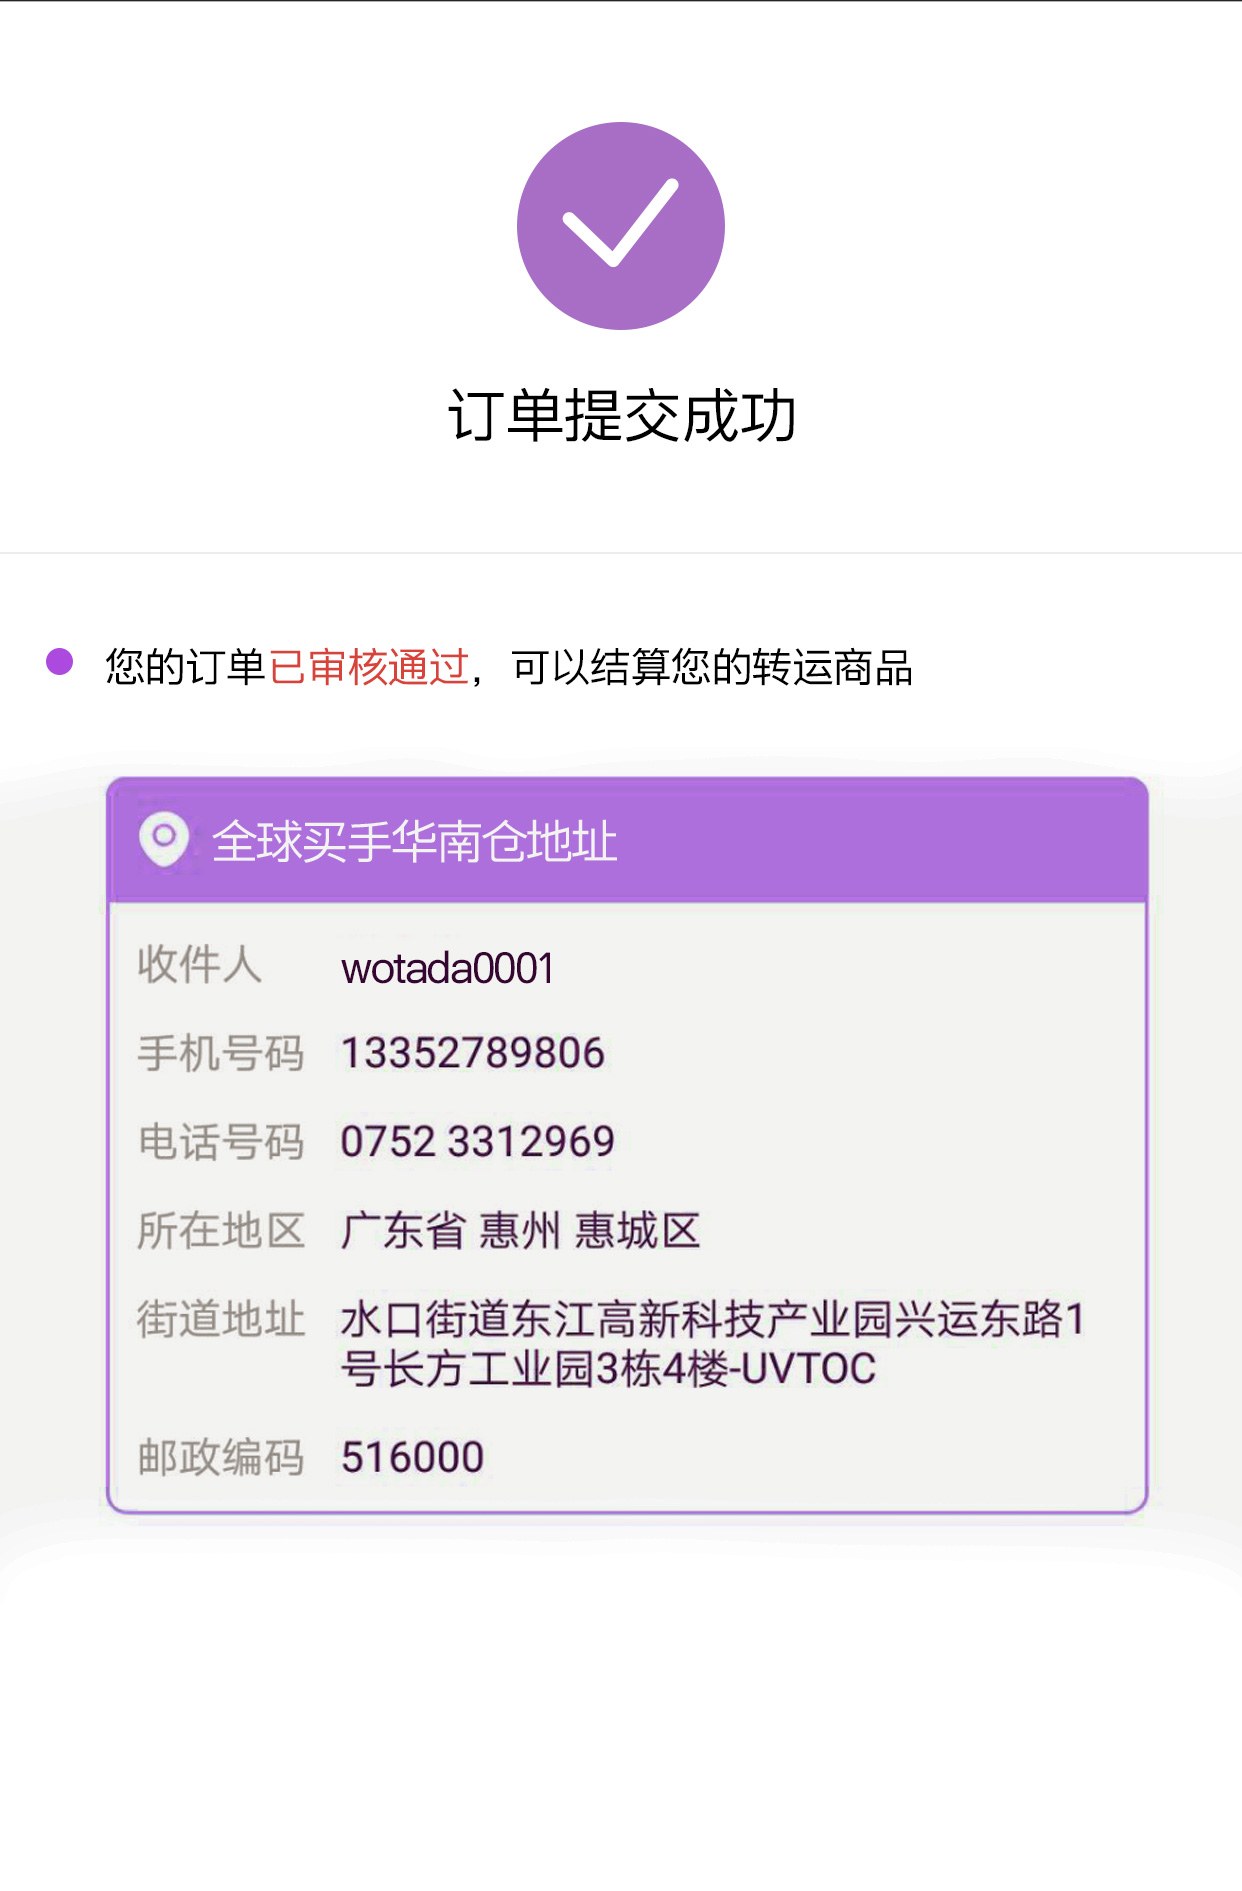 订单提交成功
您的订单已审核通过，可以结算您的转运商品
全球买手华南仓地址
收件人 wotada0001
手机号码 13352789806
电话号码 0752 3312969
所在地区 广东省 惠州 惠城区
街道地址 水口街道东江高新科技产业园兴运东路1
号长方工业园3栋4楼-UVTOC
邮政编码 516000